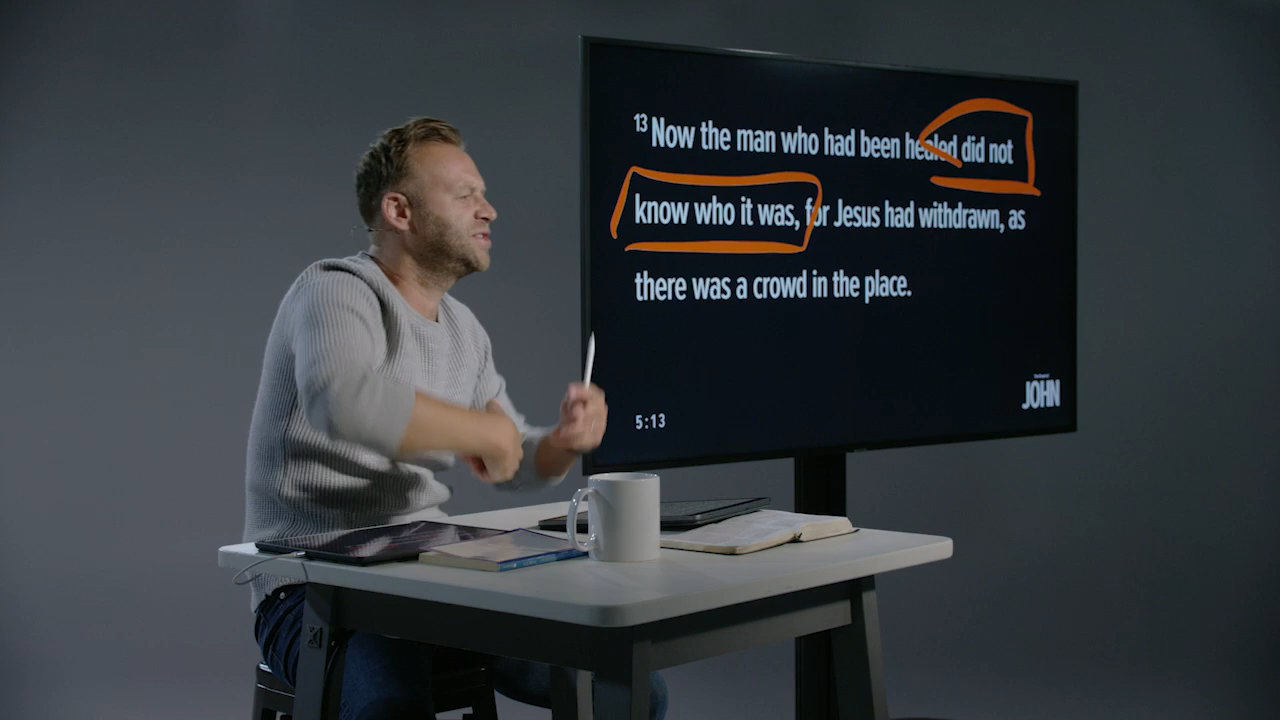 13 Now the man who had been healed did not
know who it was, for Jesus had withdrawn, as
there was a crowd in the place.
5:13
JOHN